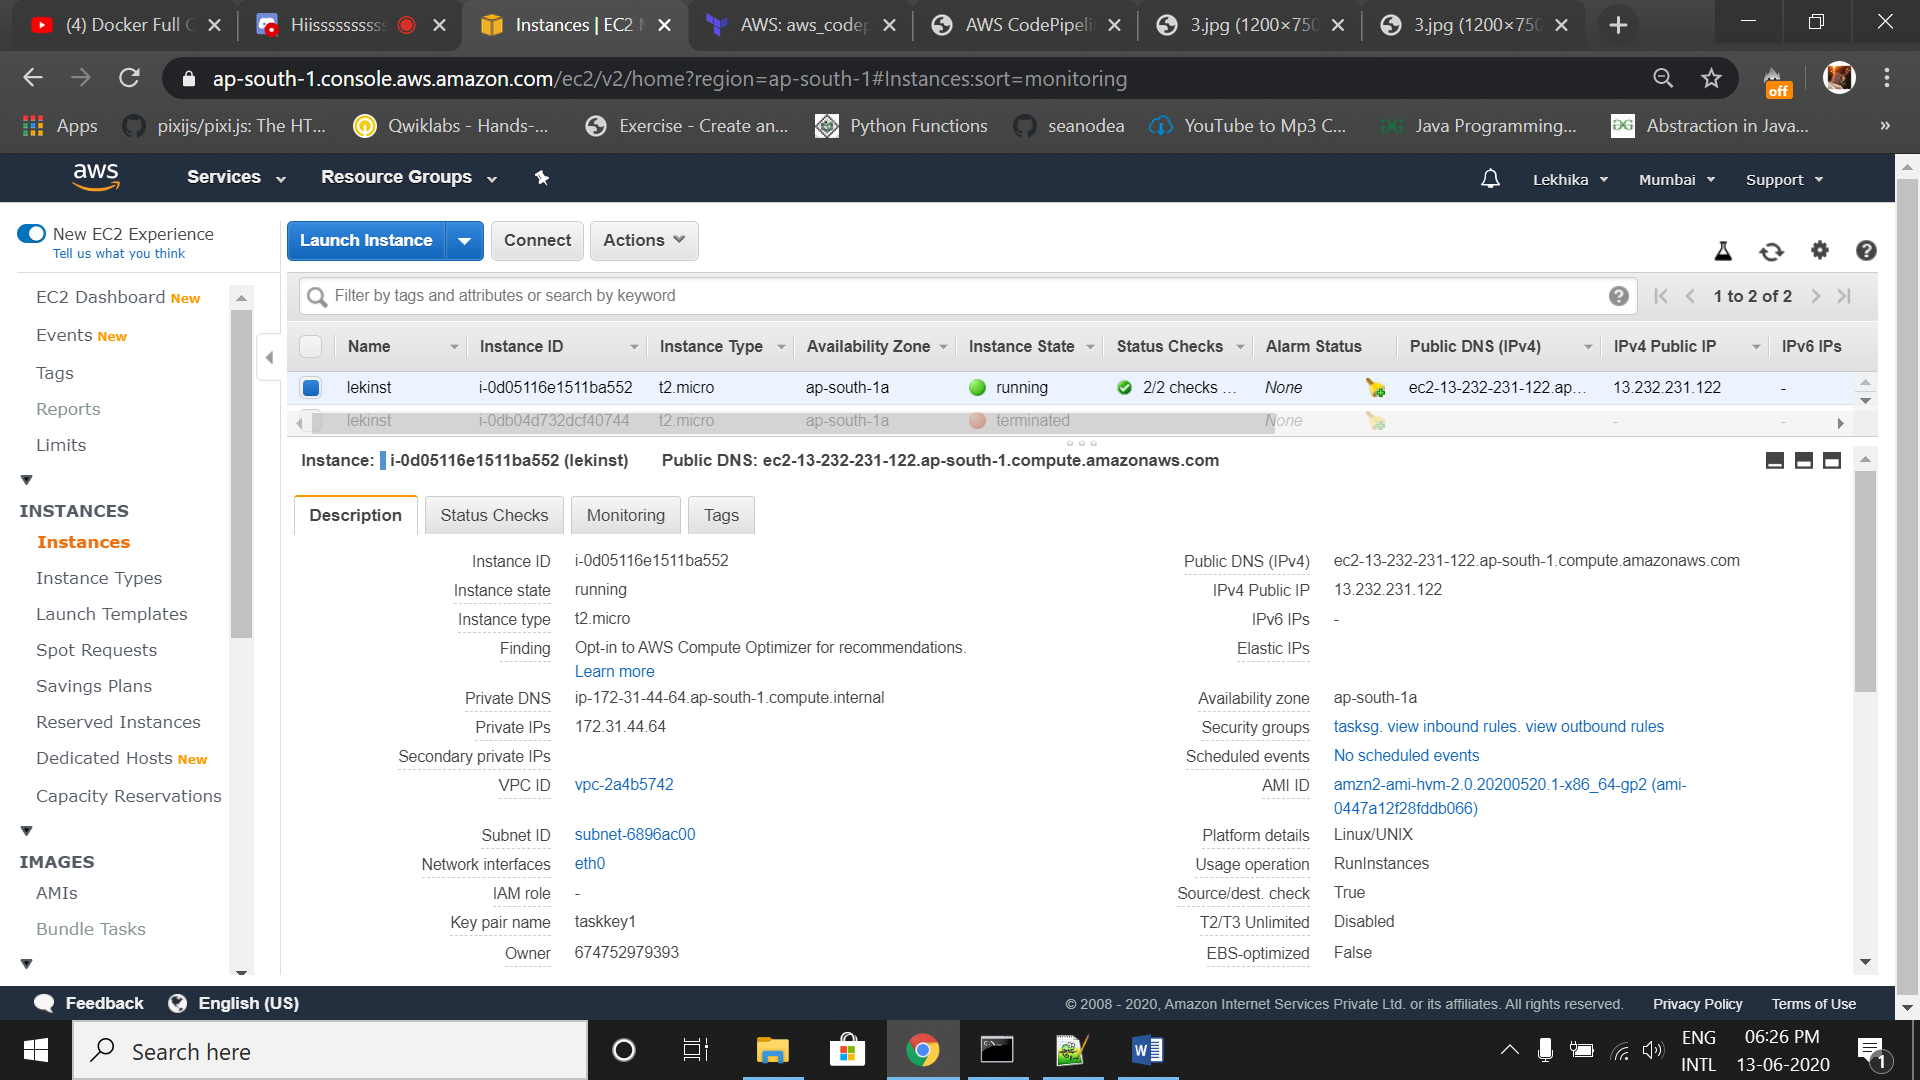 (4) Docker Full C
Hiisssssssss
Instances | EC2 M
AWS: aws_codep
AWS CodePipeli
3.jpg (1200×750
3.jpg (1200×750
ap-south-1.console.aws.amazon.com/ec2/v2/home?region=ap-south-1#Instances:sort=monitoring
off
Apps
pixijs/pixi.js: The HT...
Qwiklabs - Hands-...
Exercise - Create an...
Python Functions
seanodea
YouTube to Mp3 C...
Java Programming...
Abstraction in Java...
»
aws
Services
Resource Groups
Lekhika
Mumbai
Support
New EC2 Experience
Tell us what you think
Launch Instance
Connect
Actions
EC2 Dashboard New
Events New
Tags
Reports
Limits
INSTANCES
Instances
Instance Types
Launch Templates
Spot Requests
Savings Plans
Reserved Instances
Dedicated Hosts New
Capacity Reservations
IMAGES
AMIs
Bundle Tasks
Filter by tags and attributes or search by keyword
1 to 2 of 2
Name Instance ID Instance Type Availability Zone Instance State Status Checks Alarm Status Public DNS (IPv4) IPv4 Public IP IPv6 IPs
lekinst i-0d05116e1511ba552 t2.micro ap-south-1a running 2/2 checks ... None ec2-13-232-231-122.ap... 13.232.231.122 -
lekinst i-0db04d732dcf40744 t2.micro ap-south-1a terminated None - -
Instance: i-0d05116e1511ba552 (lekinst) Public DNS: ec2-13-232-231-122.ap-south-1.compute.amazonaws.com
Description Status Checks Monitoring Tags
Instance ID i-0d05116e1511ba552
Instance state running
Instance type t2.micro
Finding Opt-in to AWS Compute Optimizer for recommendations.
Learn more
Private DNS ip-172-31-44-64.ap-south-1.compute.internal
Private IPs 172.31.44.64
Secondary private IPs
VPC ID vpc-2a4b5742
Subnet ID subnet-6896ac00
Network interfaces eth0
IAM role -
Key pair name taskkey1
Owner 674752979393
Public DNS (IPv4) ec2-13-232-231-122.ap-south-1.compute.amazonaws.com
IPv4 Public IP 13.232.231.122
IPv6 IPs -
Elastic IPs
Availability zone ap-south-1a
Security groups tasksg. view inbound rules. view outbound rules
Scheduled events No scheduled events
AMI ID amzn2-ami-hvm-2.0.20200520.1-x86_64-gp2 (ami-
0447a12f28fddb066)
Platform details Linux/UNIX
Usage operation RunInstances
Source/dest. check True
T2/T3 Unlimited Disabled
EBS-optimized False
Feedback
English (US)
© 2008 - 2020, Amazon Internet Services Private Ltd. or its affiliates. All rights reserved.
Privacy Policy
Terms of Use
Search here
ENG
INTL
06:26 PM
13-06-2020
1